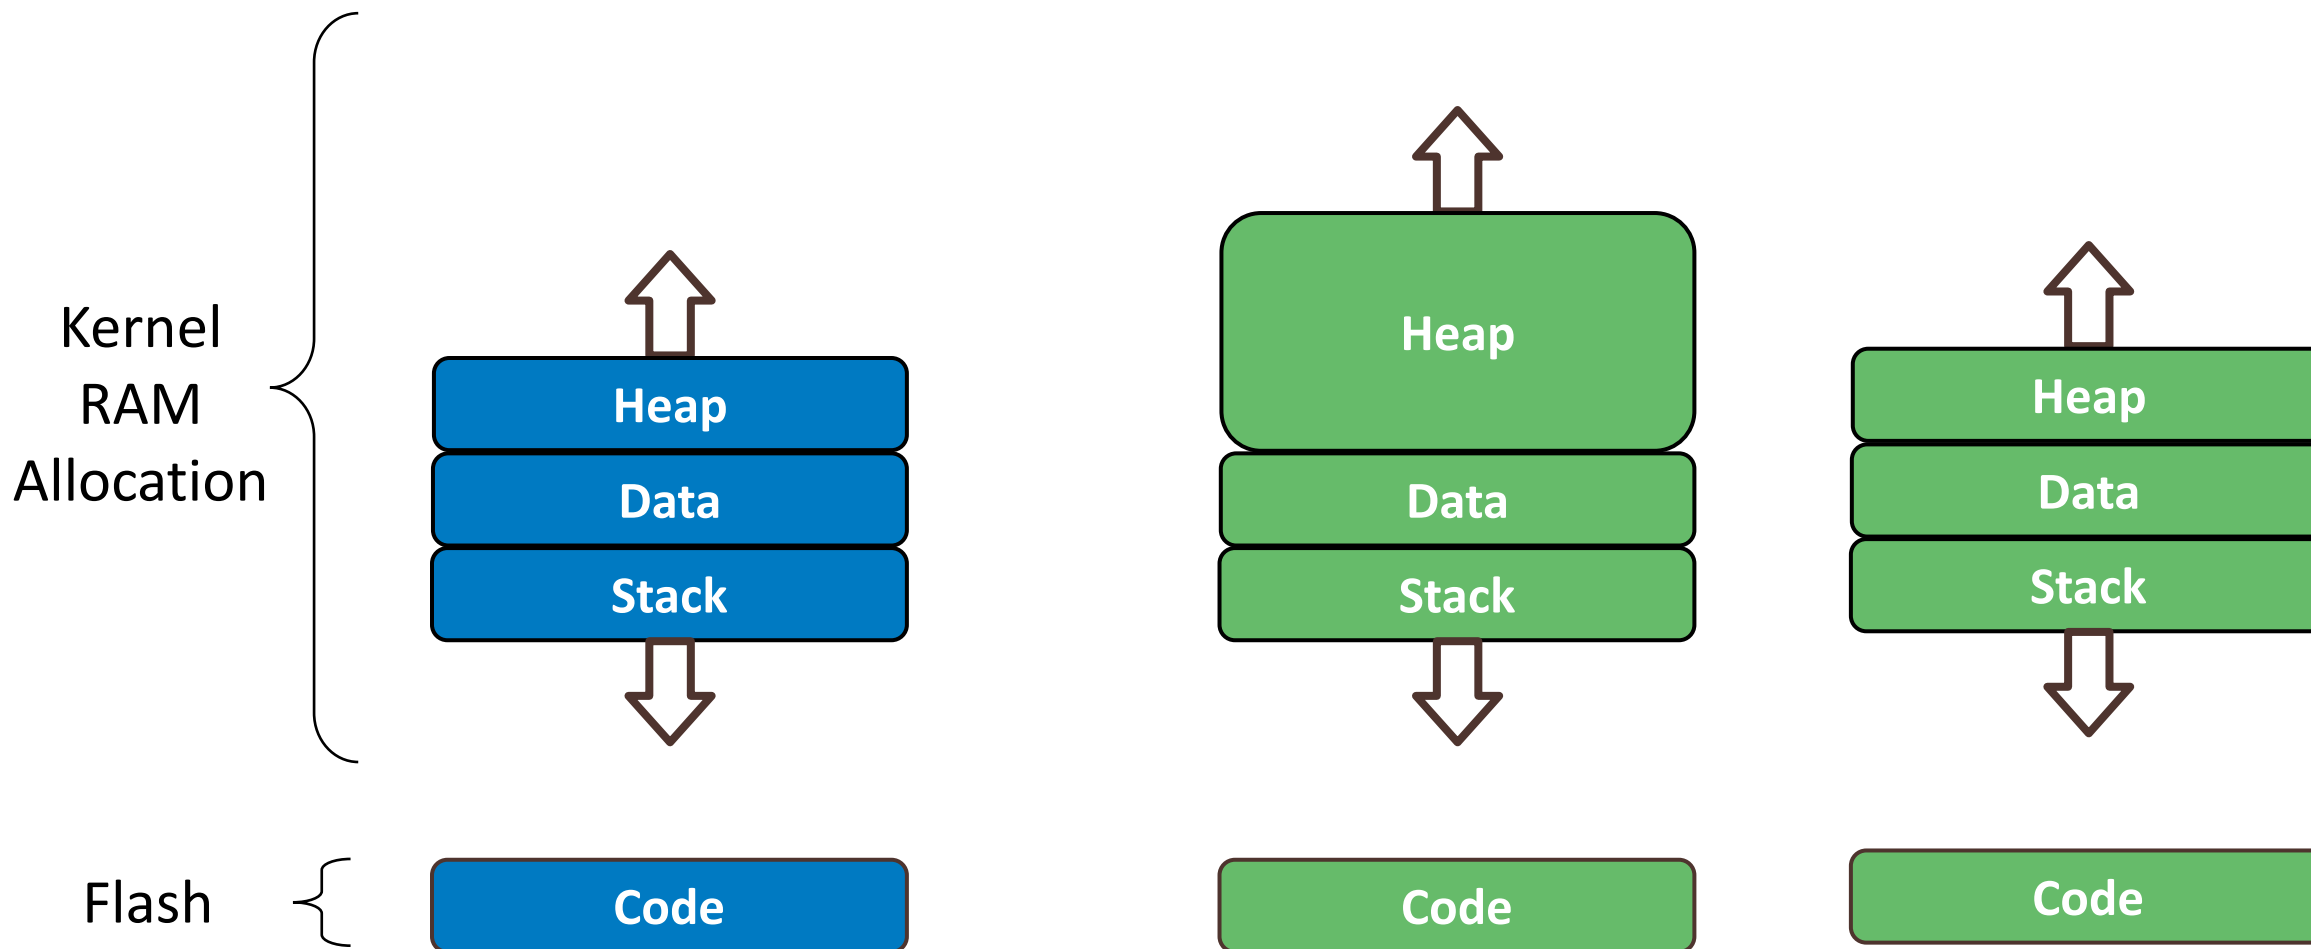 Kernel
RAM
Allocation
Heap
Data
Stack
Heap
Data
Stack
Heap
Data
Stack
Flash
Code
Code
Code